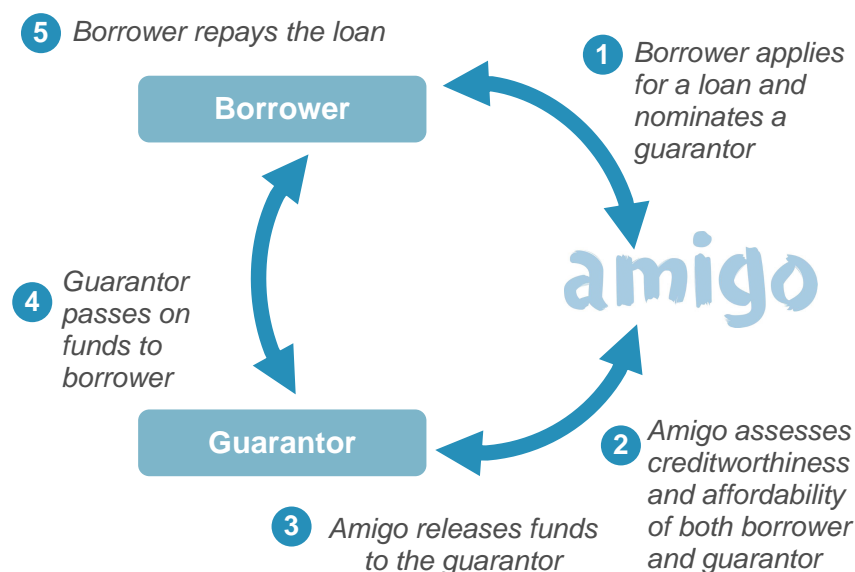 5 Borrower repays the loan
Borrower
1 Borrower applies
for a loan and
nominates a
guarantor
amigo
4 Guarantor
passes on
funds to
borrower
Guarantor
2 Amigo assesses
creditworthiness
and affordability
of both borrower
and guarantor
3 Amigo releases funds
to the guarantor